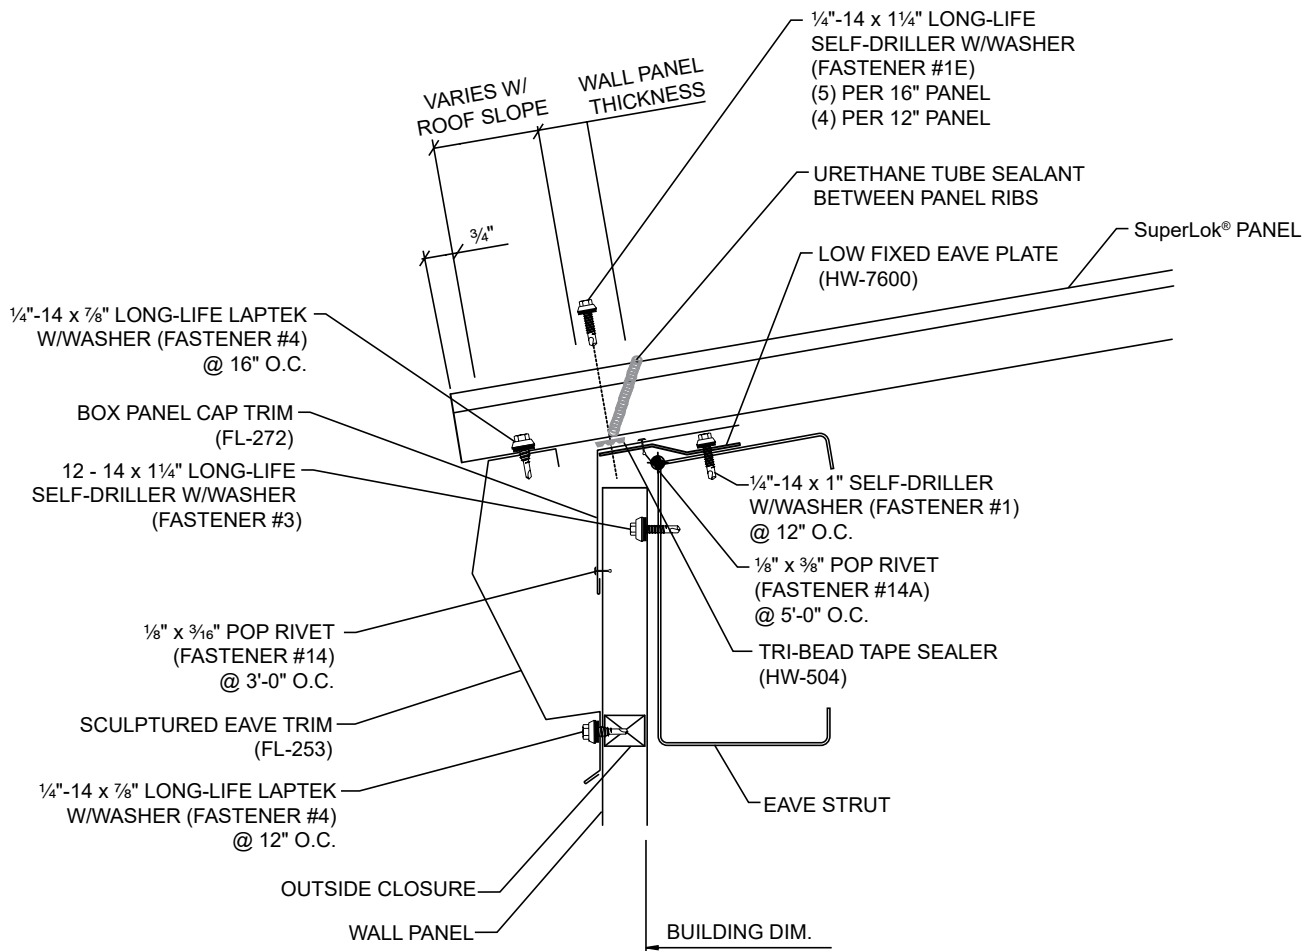 ¼"-14 x 1¼" LONG-LIFE
SELF-DRILLER W/WASHER
(FASTENER #1E)
(5) PER 16" PANEL
(4) PER 12" PANEL
VARIES W/
ROOF SLOPE
WALL PANEL
THICKNESS
¾"
URETHANE TUBE SEALANT
BETWEEN PANEL RIBS
SuperLok® PANEL
LOW FIXED EAVE PLATE
(HW-7600)
¼"-14 x ⅞" LONG-LIFE LAPTEK
W/WASHER (FASTENER #4)
@ 16" O.C.
BOX PANEL CAP TRIM
(FL-272)
12 - 14 x 1¼" LONG-LIFE
SELF-DRILLER W/WASHER
(FASTENER #3)
¼"-14 x 1" SELF-DRILLER
W/WASHER (FASTENER #1)
@ 12" O.C.
⅛" x ⅜" POP RIVET
(FASTENER #14A)
@ 5'-0" O.C.
⅛" x 3⁄16" POP RIVET
(FASTENER #14)
@ 3'-0" O.C.
TRI-BEAD TAPE SEALER
(HW-504)
SCULPTURED EAVE TRIM
(FL-253)
¼"-14 x ⅞" LONG-LIFE LAPTEK
W/WASHER (FASTENER #4)
@ 12" O.C.
EAVE STRUT
OUTSIDE CLOSURE
WALL PANEL
BUILDING DIM.